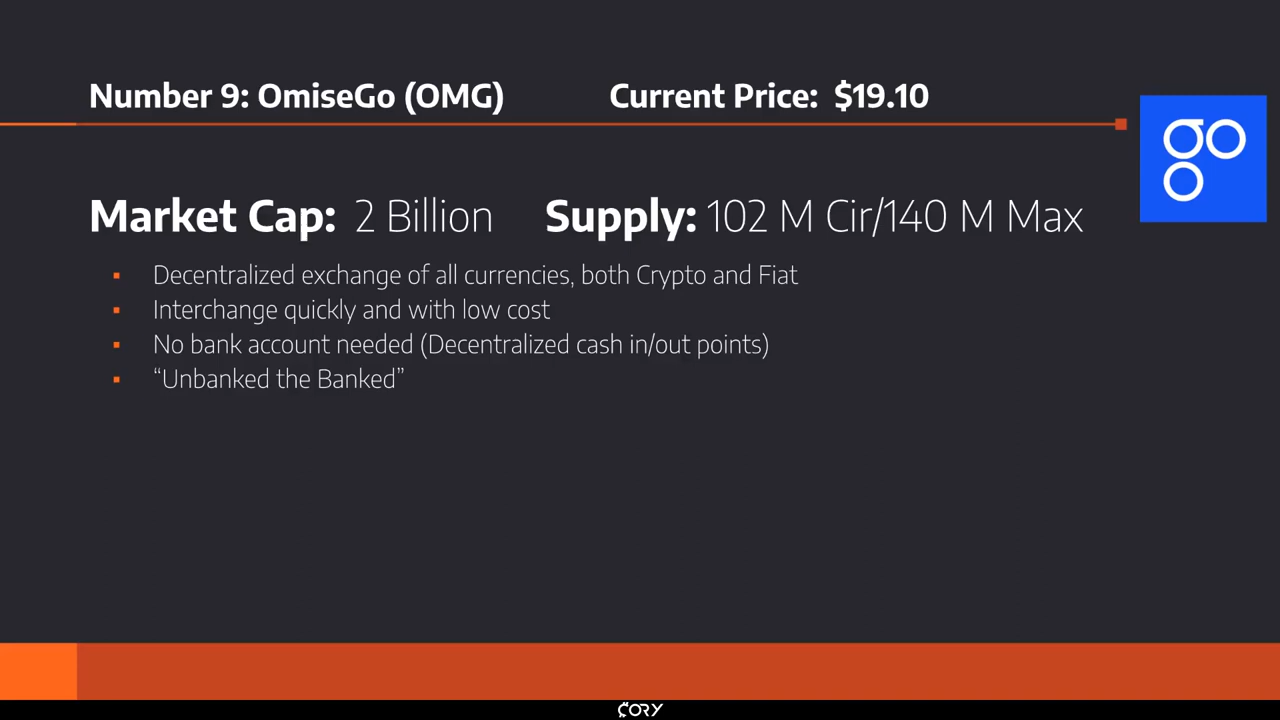 Number 9: OmiseGo (OMG) Current Price: $19.10
go
Market Cap: 2 Billion Supply: 102 M Cir/140 M Max
Decentralized exchange of all currencies, both Crypto and Fiat
Interchange quickly and with low cost
No bank account needed (Decentralized cash in/out points)
“Unbanked the Banked”
CORY